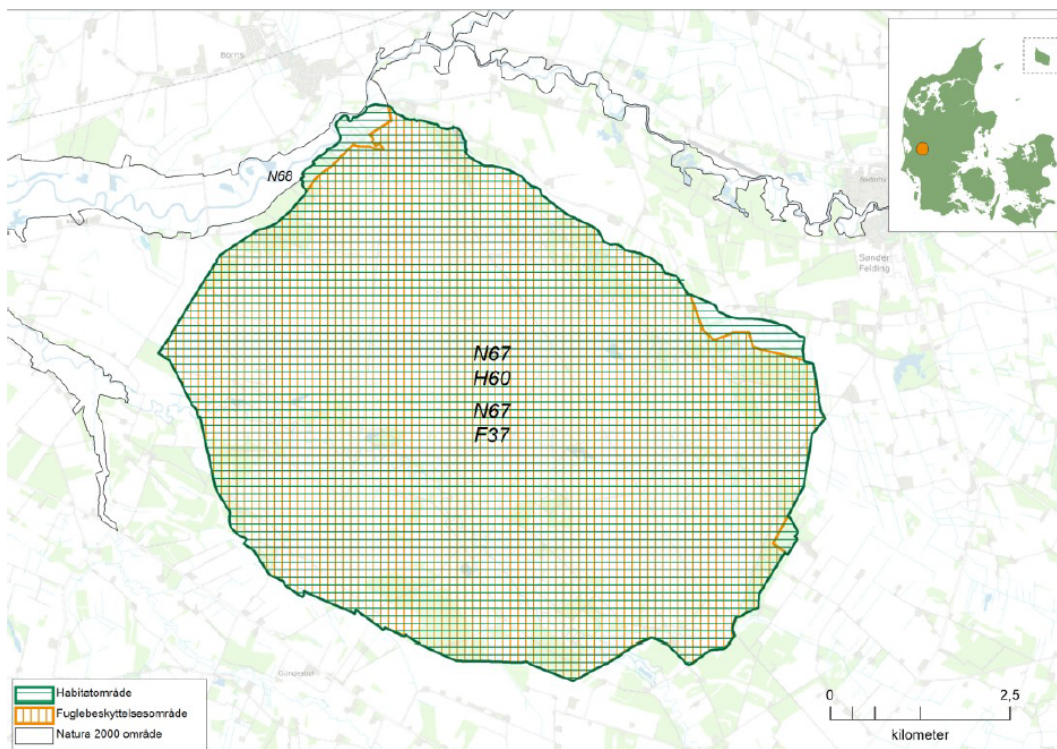 Borris
N68
Sønder
Felding
N67
H60
N67
F37
Habitatområde
Fuglebeskyttelsesområde
Natura 2000 område
0
2,5
kilometer